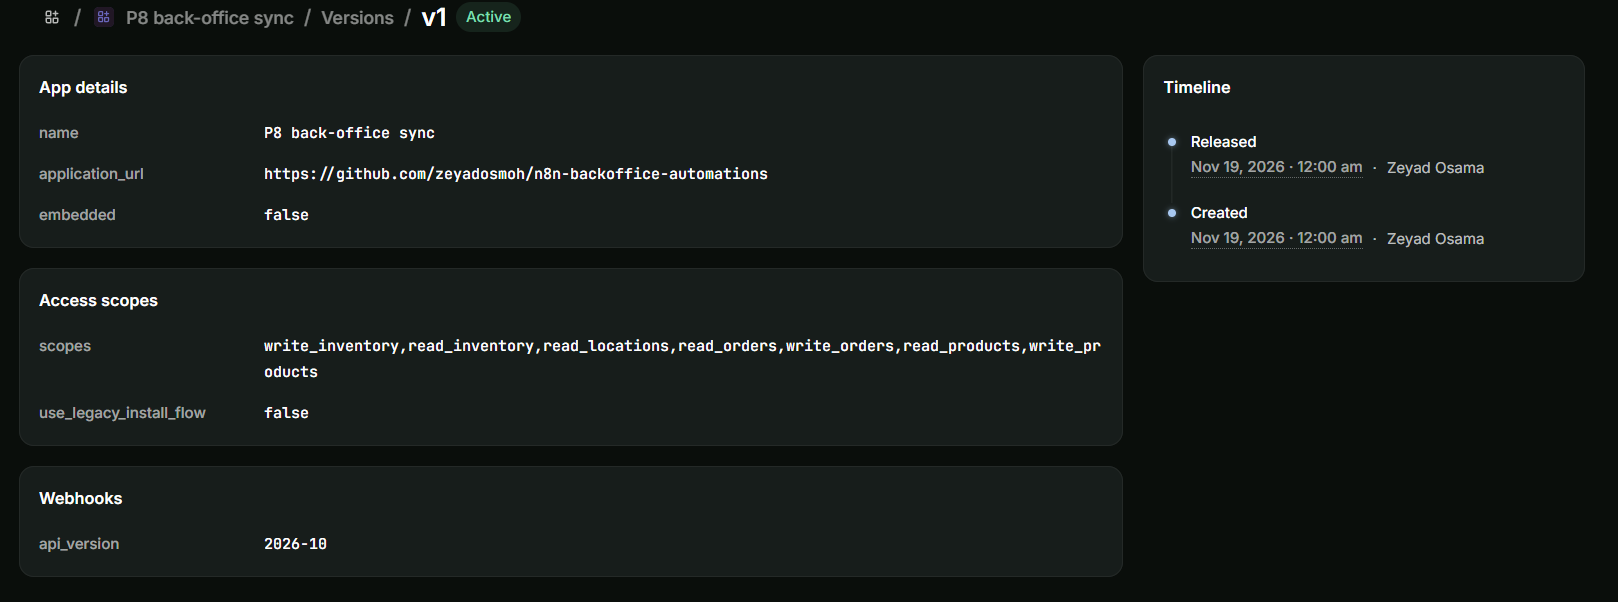 / P8 back-office sync / Versions / v1 Active
App details
name P8 back-office sync
application_url https://github.com/zeyadosmoh/n8n-backoffice-automations
embedded false
Access scopes
scopes write_inventory,read_inventory,read_locations,read_orders,write_orders,read_products,write_pr
oducts
use_legacy_install_flow false
Webhooks
api_version 2026-10
Timeline
Released
Nov 19, 2026 · 12:00 am · Zeyad Osama
Created
Nov 19, 2026 · 12:00 am · Zeyad Osama